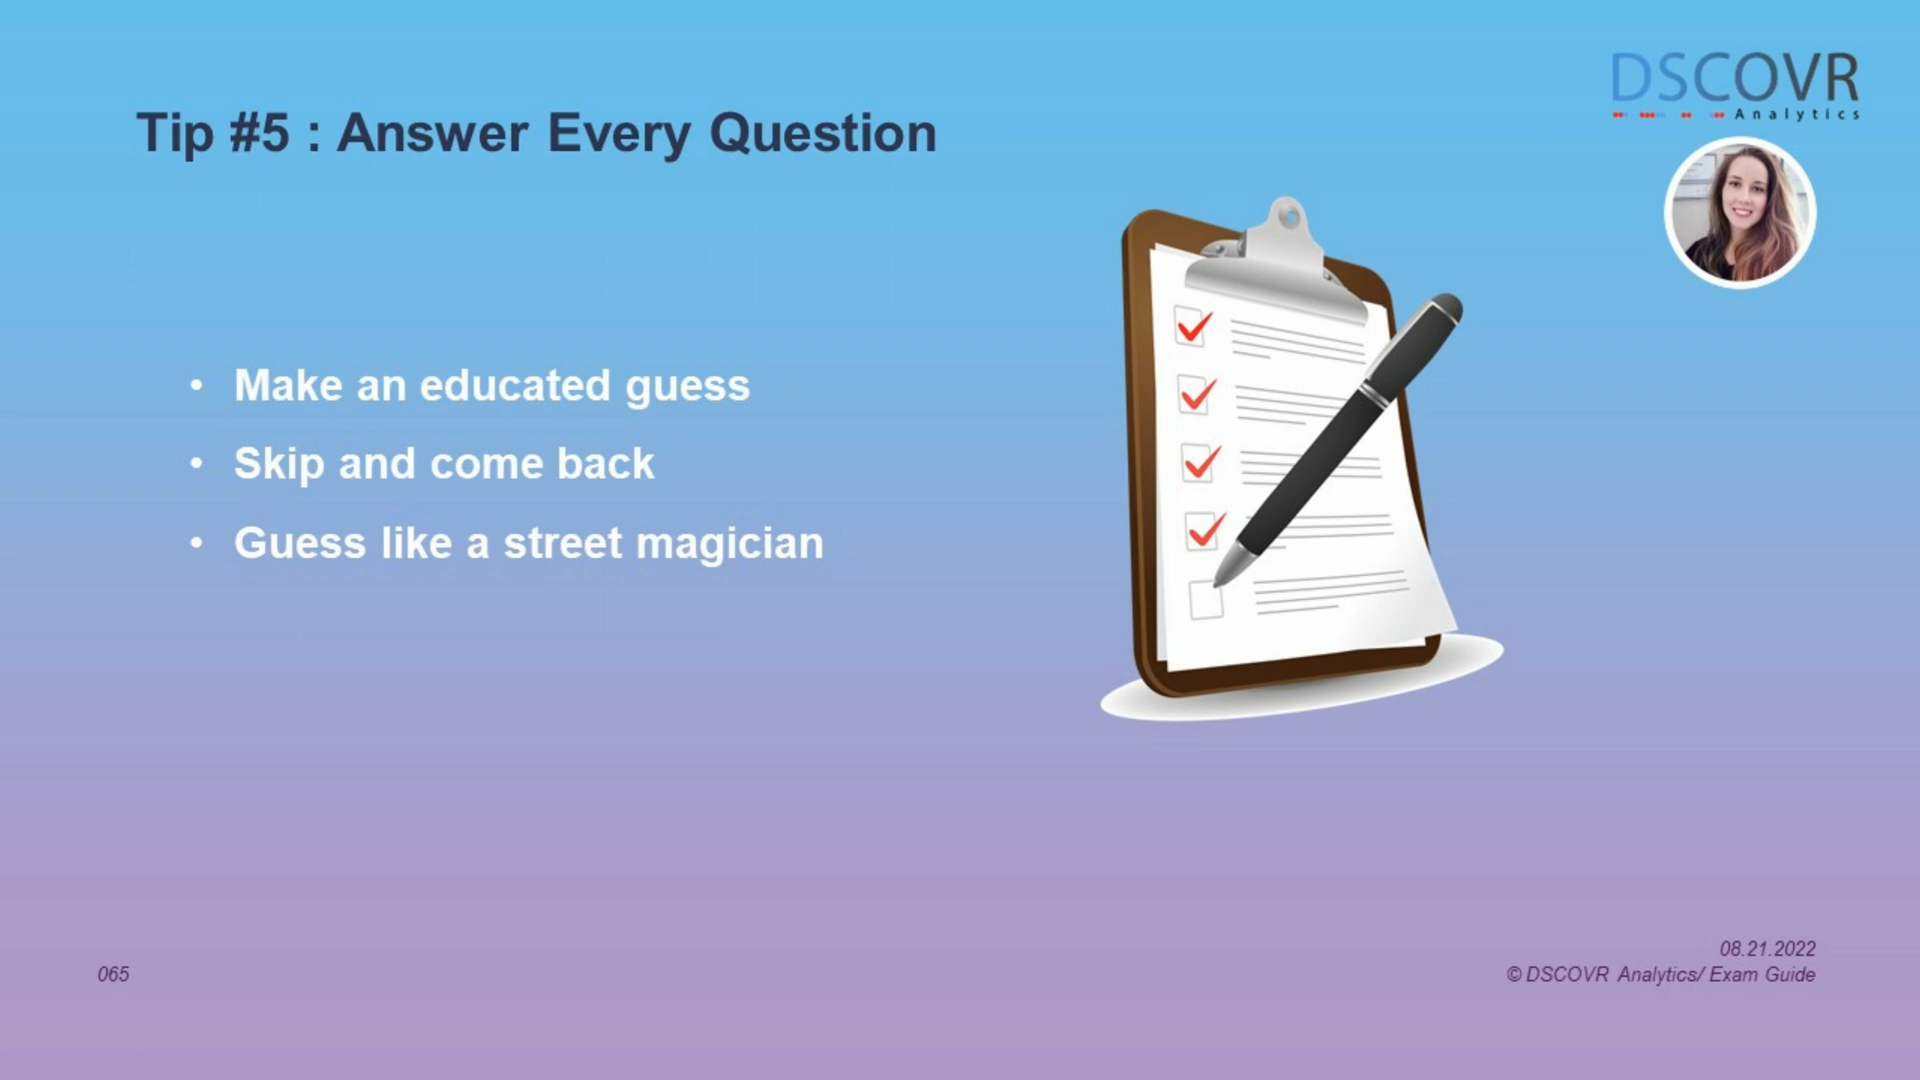 DSCOVR
Analytics
Tip #5 : Answer Every Question
• Make an educated guess
• Skip and come back
• Guess like a street magician
08.21.2022
065
© DSCOVR Analytics/ Exam Guide